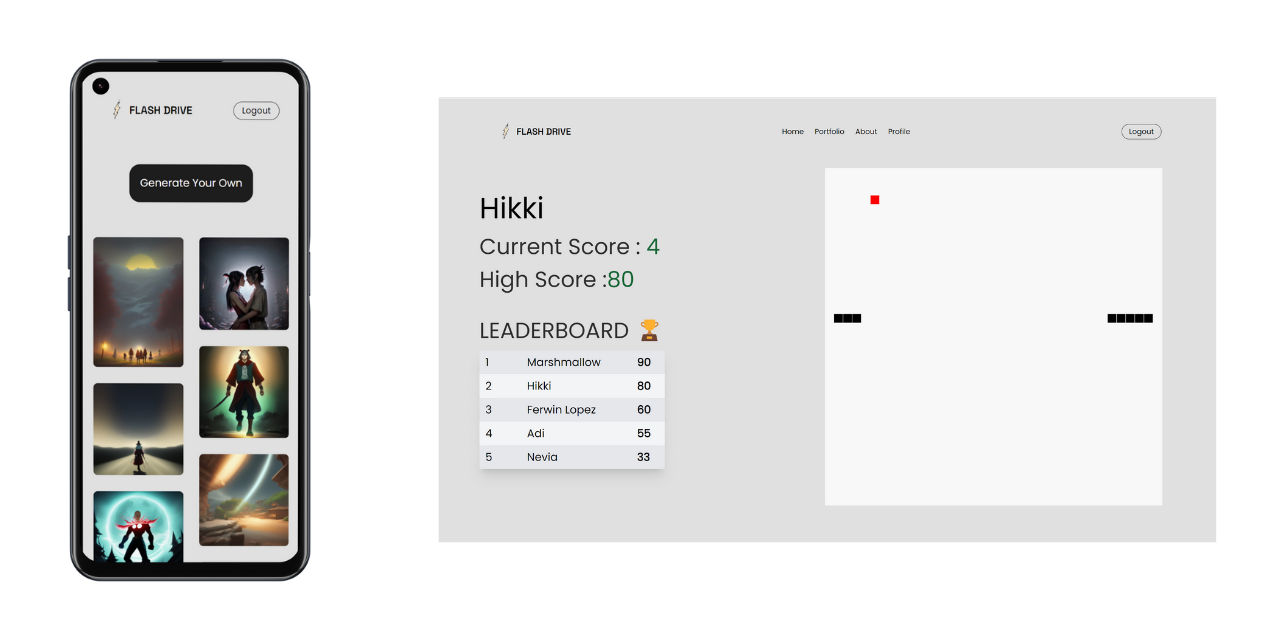 FLASH DRIVE
Logout
Generate Your Own
FLASH DRIVE
Home Portfolio About Profile
Logout
Hikki
Current Score : 4
High Score :80
LEADERBOARD
1 Marshmallow 90
2 Hikki 80
3 Ferwin Lopez 60
4 Adi 55
5 Nevia 33